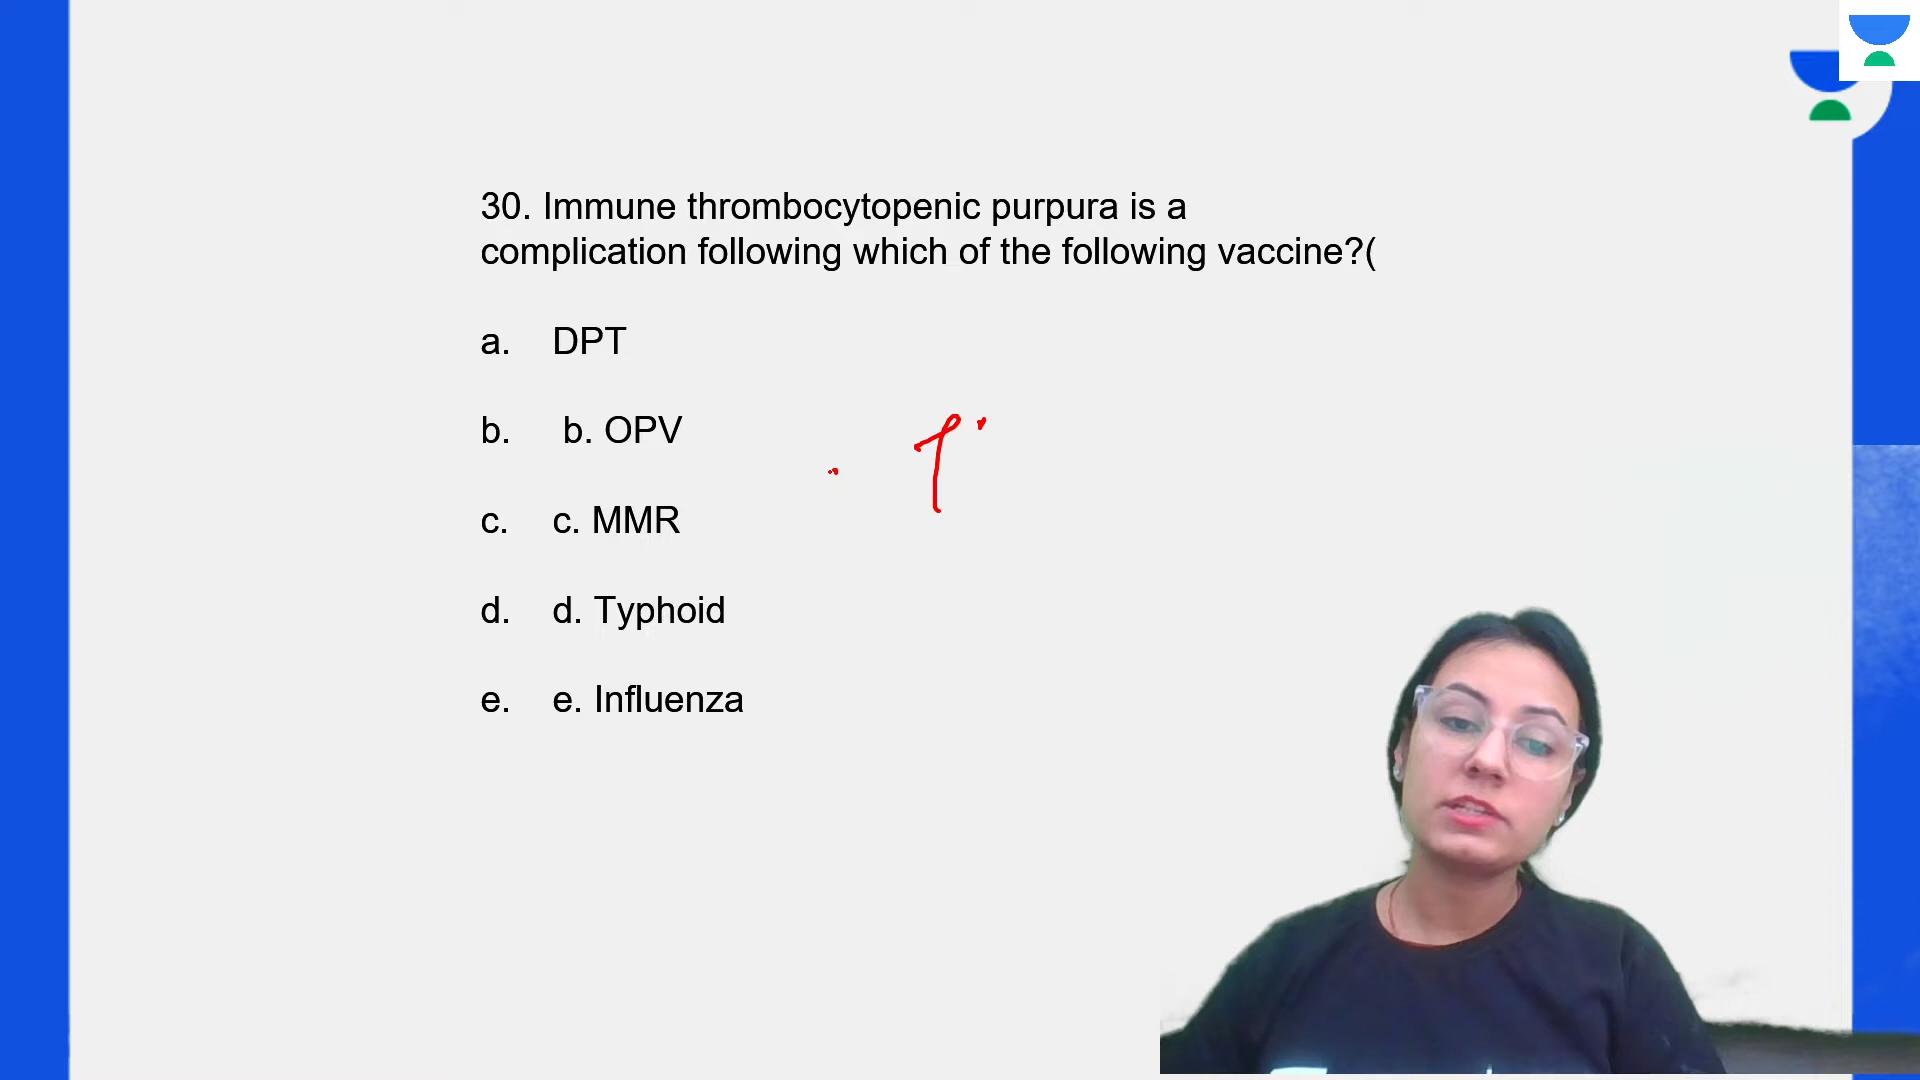 30. Immune thrombocytopenic purpura is a
complication following which of the following vaccine?(
a. DPT
b. b. OPV
c. c. MMR
d. d. Typhoid
e. e. Influenza